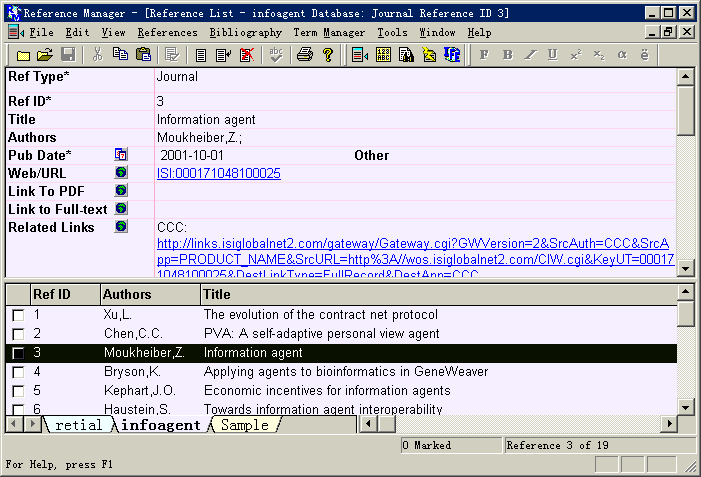 Reference Manager - [Reference List - infoagent Database: Journal Reference ID 3]
File Edit View References Bibliography Term Manager Tools Window Help
F B I U x² x₂ α ë
Ref Type* Journal
Ref ID* 3
Title Information agent
Authors Moukheiber,Z.;
Pub Date* 2001-10-01 Other
Web/URL ISI:000171048100025
Link To PDF
Link to Full-text
Related Links CCC:
http://links.isiglobalnet2.com/gateway/Gateway.cgi?GWVersion=2&SrcAuth=CCC&SrcA
pp=PRODUCT_NAME&SrcURL=http%3A//wos.isiglobalnet2.com/CIW.cgi&KeyUT=00017
1048100025&DestLinkType=FullRecord&DestApp=CCC
Ref ID Authors Title
1 Xu,L. The evolution of the contract net protocol
2 Chen,C.C. PVA: A self-adaptive personal view agent
3 Moukheiber,Z. Information agent
4 Bryson,K. Applying agents to bioinformatics in GeneWeaver
5 Kephart,J.O. Economic incentives for information agents
6 Haustein,S. Towards information agent interoperability
retial infoagent Sample
0 Marked Reference 3 of 19
For Help, press F1